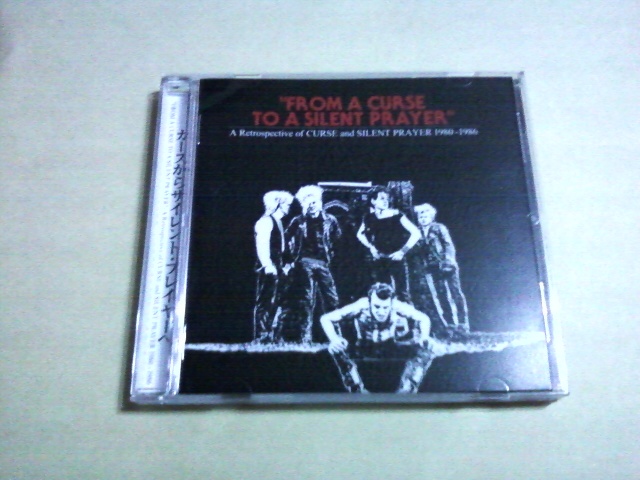 "FROM A CURSE
TO A SILENT PRAYER"
A Retrospective of CURSE and SILENT PRAYER 1980-1986
カースからサイレント・プレイヤーへ